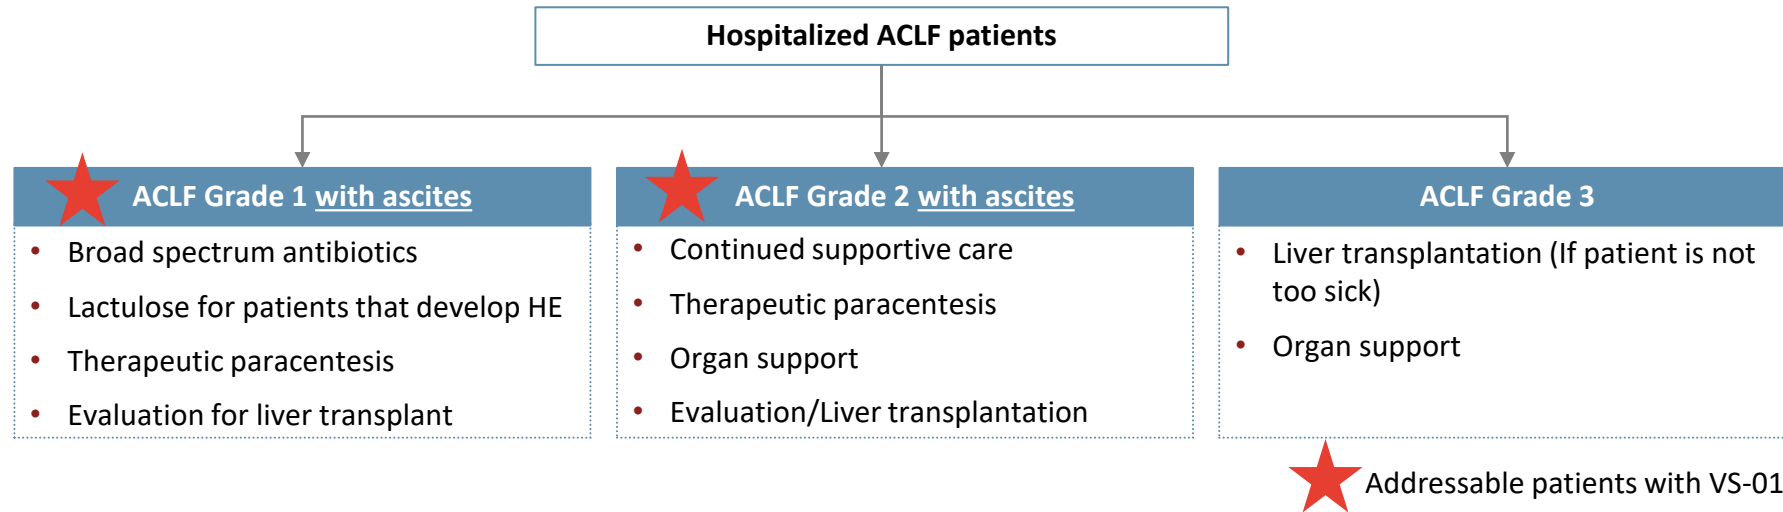 Hospitalized ACLF patients
ACLF Grade 1 with ascites
• Broad spectrum antibiotics
• Lactulose for patients that develop HE
• Therapeutic paracentesis
• Evaluation for liver transplant
ACLF Grade 2 with ascites
• Continued supportive care
• Therapeutic paracentesis
• Organ support
• Evaluation/Liver transplantation
ACLF Grade 3
• Liver transplantation (If patient is not
too sick)
• Organ support
Addressable patients with VS-01